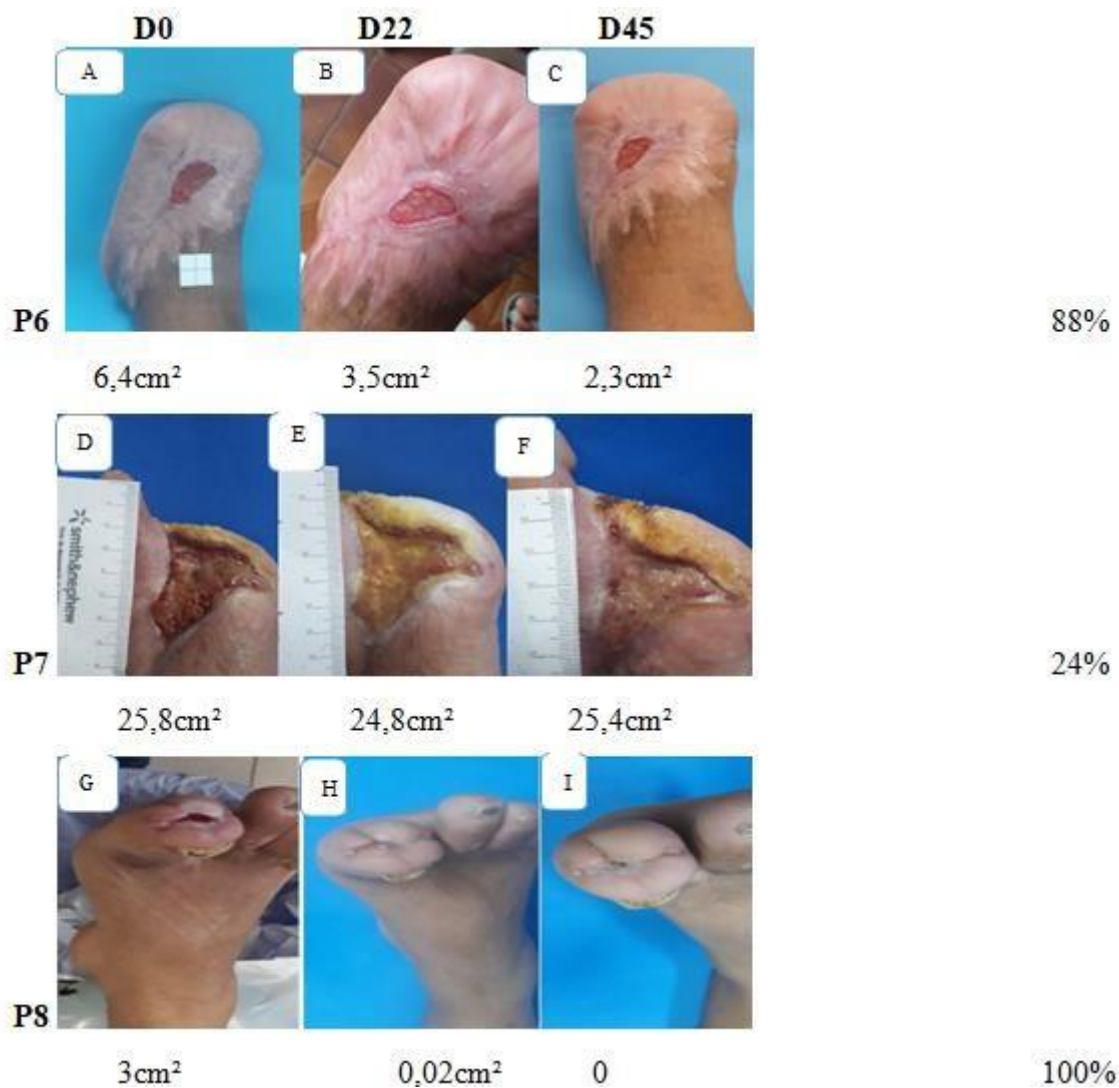 D0 D22 D45
A B C
P6 88%
6,4cm² 3,5cm² 2,3cm²
D E F
smith&nephew
P7 24%
25,8cm² 24,8cm² 25,4cm²
G H I
P8
3cm² 0,02cm² 0 100%